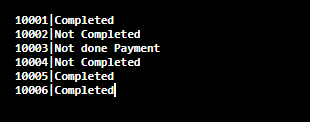 10001|Completed
10002|Not Completed
10003|Not done Payment
10004|Not Completed
10005|Completed
10006|Completed